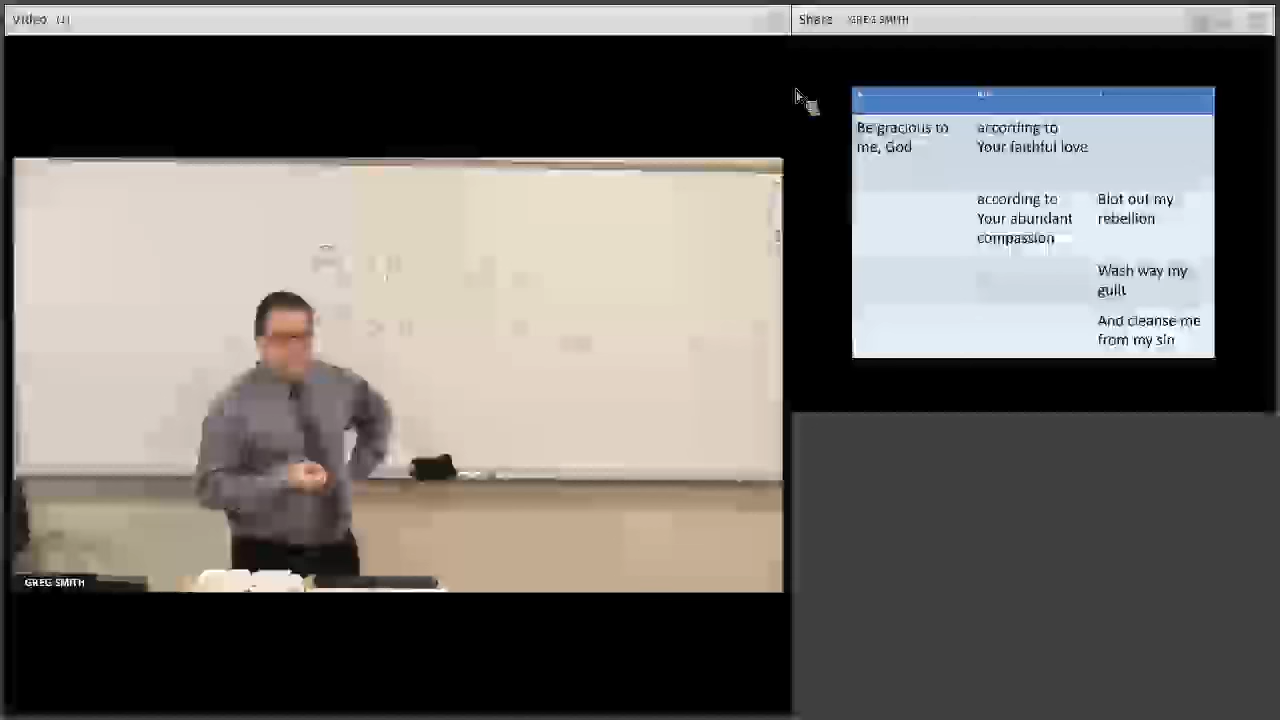 Video (1)
Share GREG SMITH
Be gracious to
me, God
according to
Your faithful love
according to
Your abundant
compassion
Blot out my
rebellion
Wash way my
guilt
And cleanse me
from my sin
GREG SMITH